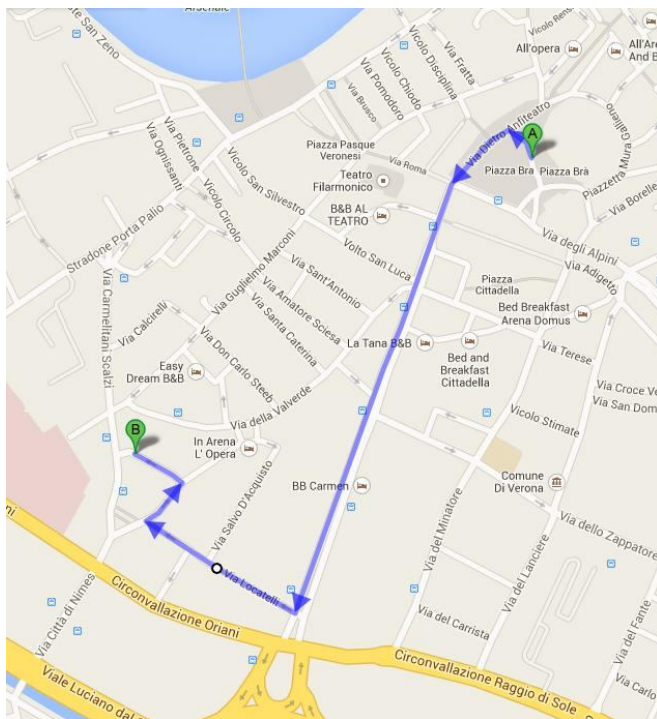 Arsenale
re San Zeno
Vicolo Rens
All'opera
All'Are
And B
Via Fratta
Vicolo Disciplina
Vicolo Chiodo
Via Pomodoro
Via Brusco
Via Pietrone
Via Ognissanti
Via Dietro Anfiteatro
A
Via Roma
Piazza Pasque
Veronesi
Teatro
Filarmonico
Piazza Bra
Piazza Brà
Piazzetta Mura Gallieno
Via Borelle
Vicolo San Silvestro
Vicolo Circolo
B&B AL
TEATRO
Stradone Porta Palio
Volto San Luca
Via degli Alpini
Via Adigetto
Via Guglielmo Marconi
Via Sant'Antonio
Piazza
Cittadella
Via Carmelitani Scalzi
Via Calcirelli
Via Amatore Sciesa
Via Santa Caterina
Bed Breakfast
Arena Domus
Via Don Carlo Steeb
La Tana B&B
Bed and
Breakfast
Cittadella
Via Terese
Easy
Dream B&B
Via Croce Ve
Via San Dom
Via della Valverde
Vicolo Stimate
B
In Arena
L' Opera
BB Carmen
Comune
Di Verona
Via Salvo D'Acquisto
Via del Minatore
Via dello Zappatore
Via del Lanciere
Via Locatelli
ni
Circonvallazione Oriani
Via Città di Nimes
Via del Carrista
Via del Fante
Circonvallazione Raggio di Sole
Via Carlo
Viale Luciano dal